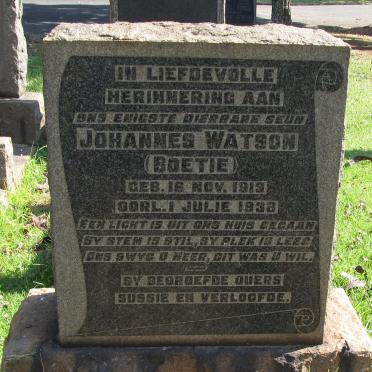 IN LIEFDEVOLLE
HERINNERING AAN
ONS ENIGSTE DIERBARE SEUN
JOHANNES WATSON
(BOETIE)
GEB. 16 NOV. 1913
OORL. 1 JULIE 1938
EEN LIGHT IS UIT ONS HUIS GEGAAN
SY STEM IS STIL, SY PLEK IS LEEG
ONS SWYG O HEER, DIT WAS U WIL.
SY BEDROEFDE OUERS
SUSSIE EN VERLOOFDE.